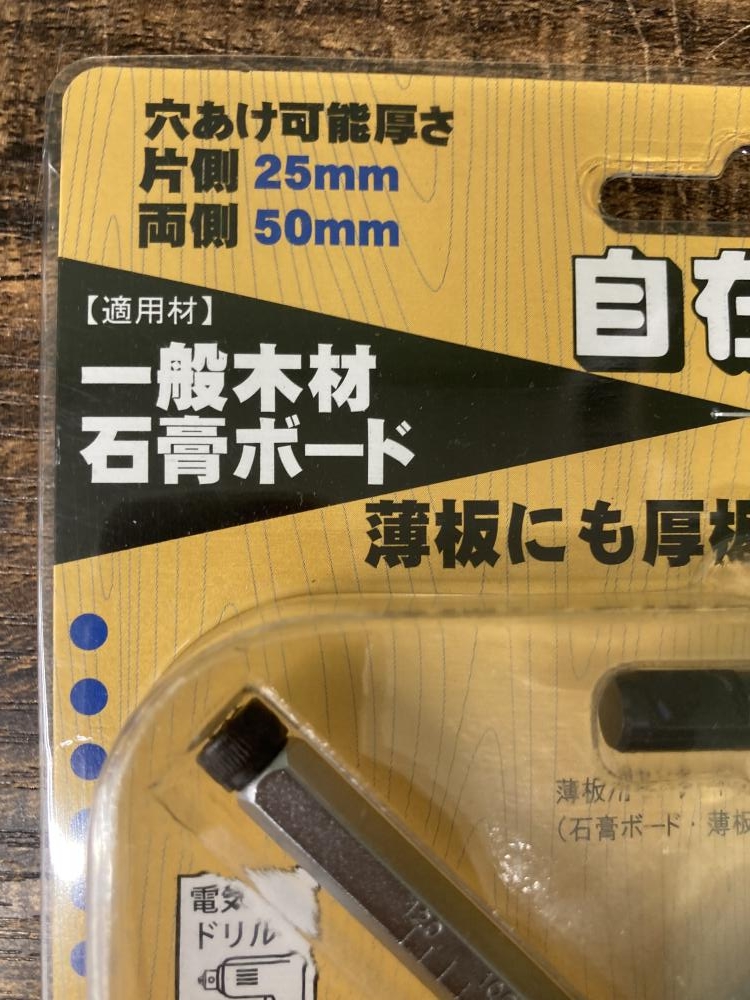 穴あけ可能厚さ
片側 25mm
両側 50mm
自在
【適用材】
一般木材
石膏ボード
薄板にも厚板
薄板用
(石膏ボード・薄板
電気
ドリル
120